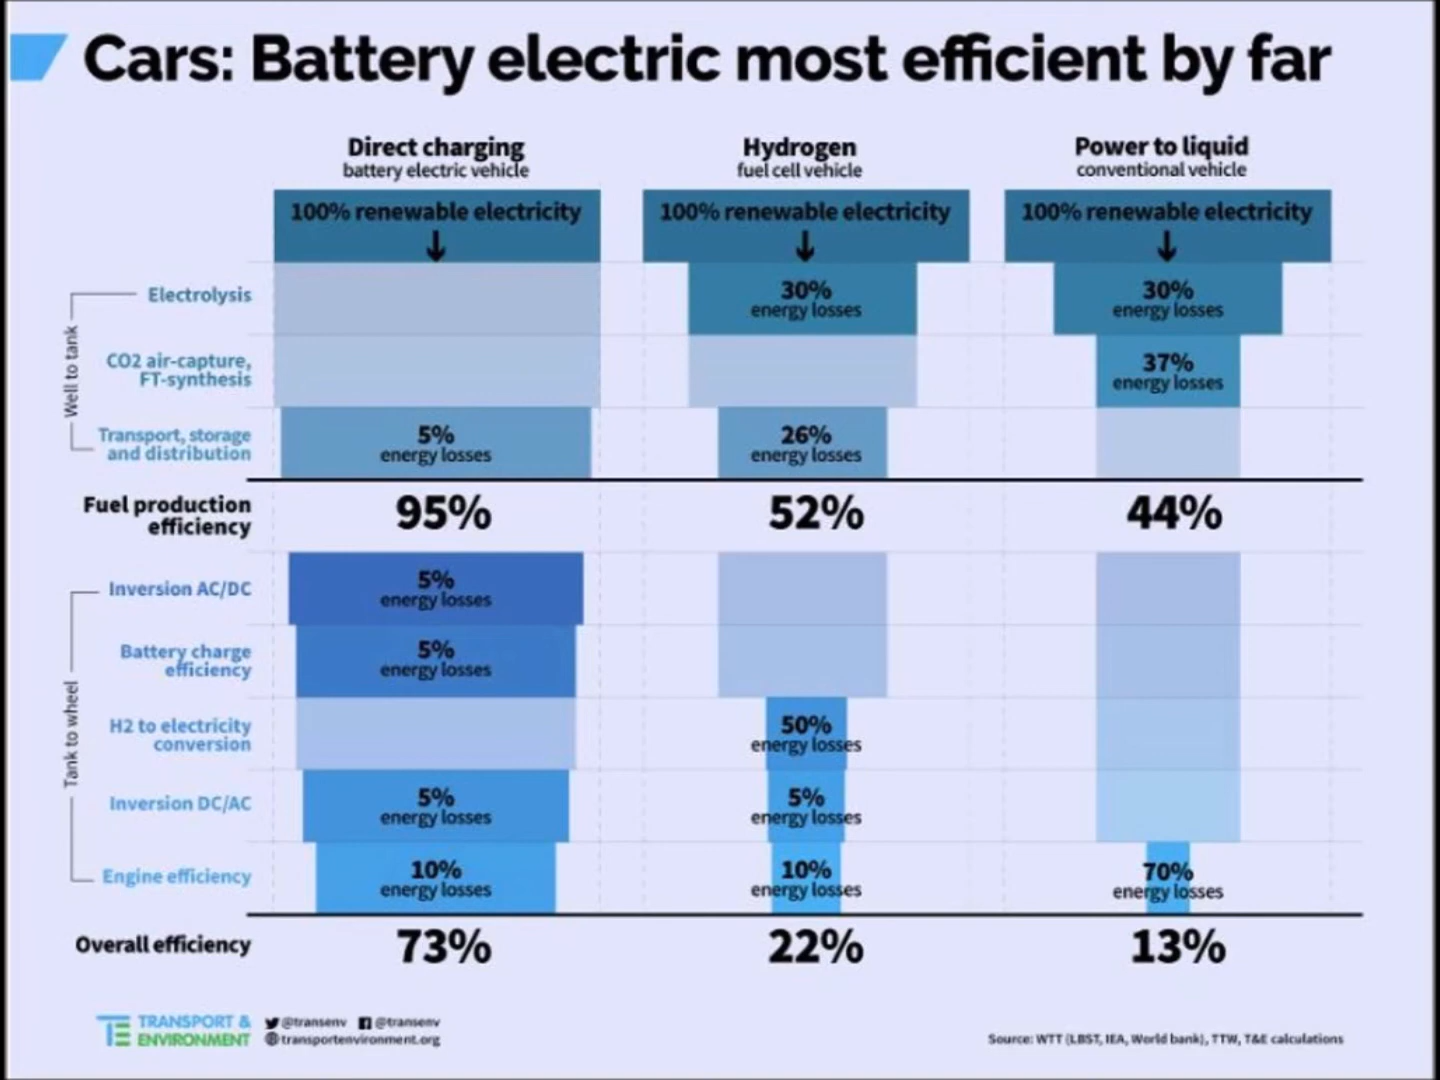 Cars: Battery electric most efficient by far
Direct charging
battery electric vehicle
Hydrogen
fuel cell vehicle
Power to liquid
conventional vehicle
100% renewable electricity
100% renewable electricity
100% renewable electricity
Well to tank
Electrolysis
30%
energy losses
30%
energy losses
CO2 air-capture,
FT-synthesis
37%
energy losses
Transport, storage
and distribution
5%
energy losses
26%
energy losses
Fuel production
efficiency
95%
52%
44%
Tank to wheel
Inversion AC/DC
5%
energy losses
Battery charge
efficiency
5%
energy losses
H2 to electricity
conversion
50%
energy losses
Inversion DC/AC
5%
energy losses
5%
energy losses
Engine efficiency
10%
energy losses
10%
energy losses
70%
energy losses
Overall efficiency
73%
22%
13%
TE TRANSPORT &
ENVIRONMENT
@transenv @transenv
transportenvironment.org
Source: WTT (LBST, IEA, World bank), TTW, T&E calculations